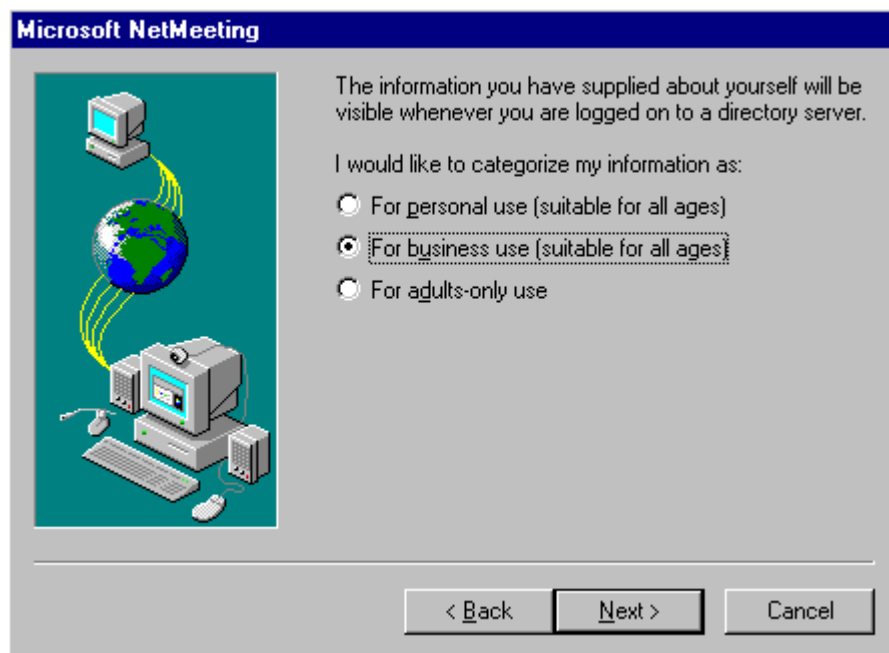 Microsoft NetMeeting
The information you have supplied about yourself will be
visible whenever you are logged on to a directory server.
I would like to categorize my information as:
For personal use (suitable for all ages)
For business use (suitable for all ages)
For adults-only use
< Back
Next >
Cancel